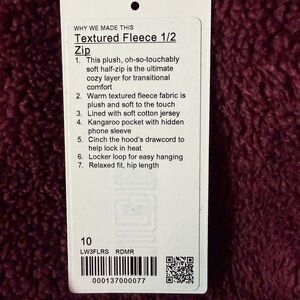 WHY WE MADE THIS
Textured Fleece 1/2
Zip
1. This plush, oh-so-touchably
soft half-zip is the ultimate
cozy layer for transitional
comfort
2. Warm textured fleece fabric is
plush and soft to the touch
3. Lined with soft cotton jersey
4. Kangaroo pocket with hidden
phone sleeve
5. Cinch the hood's drawcord to
help lock in heat
6. Locker loop for easy hanging
7. Relaxed fit, hip length
10
LW3FLRS RDMR
000137000077